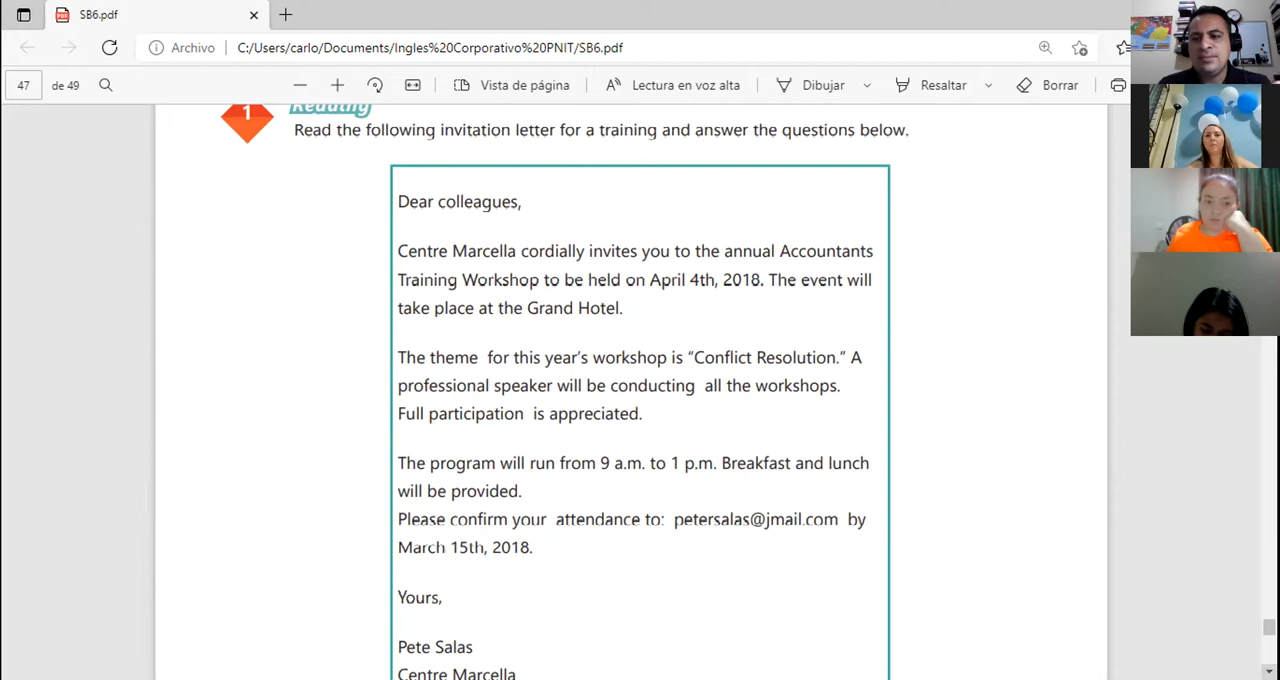 SB6.pdf
Archivo C:/Users/carlo/Documents/Ingles%20Corporativo%20PNIT/SB6.pdf
47 de 49 Vista de página Lectura en voz alta Dibujar Resaltar Borrar
1 Reading
Read the following invitation letter for a training and answer the questions below.
Dear colleagues,
Centre Marcella cordially invites you to the annual Accountants
Training Workshop to be held on April 4th, 2018. The event will
take place at the Grand Hotel.
The theme for this year's workshop is “Conflict Resolution.” A
professional speaker will be conducting all the workshops.
Full participation is appreciated.
The program will run from 9 a.m. to 1 p.m. Breakfast and lunch
will be provided.
Please confirm your attendance to: petersalas@jmail.com by
March 15th, 2018.
Yours,
Pete Salas
Centre Marcella